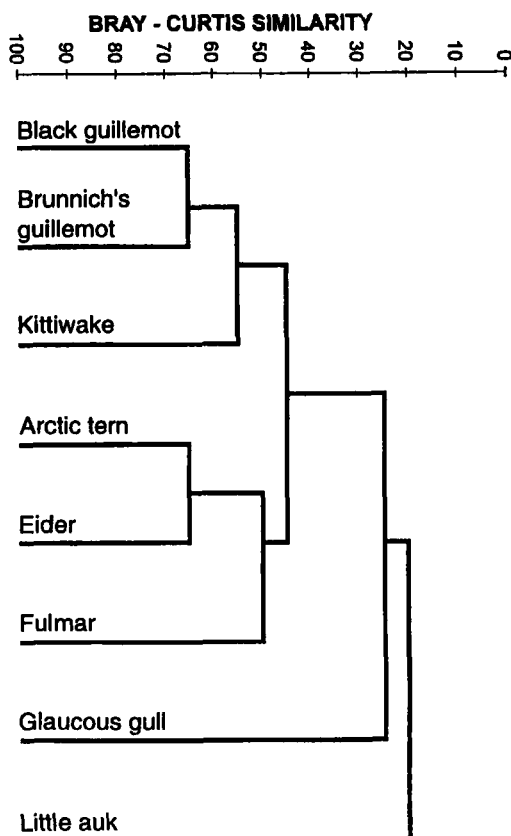 BRAY - CURTIS SIMILARITY
100 90 80 70 60 50 40 30 20 10 0
Black guillemot
Brunnich's
guillemot
Kittiwake
Arctic tern
Eider
Fulmar
Glaucous gull
Little auk